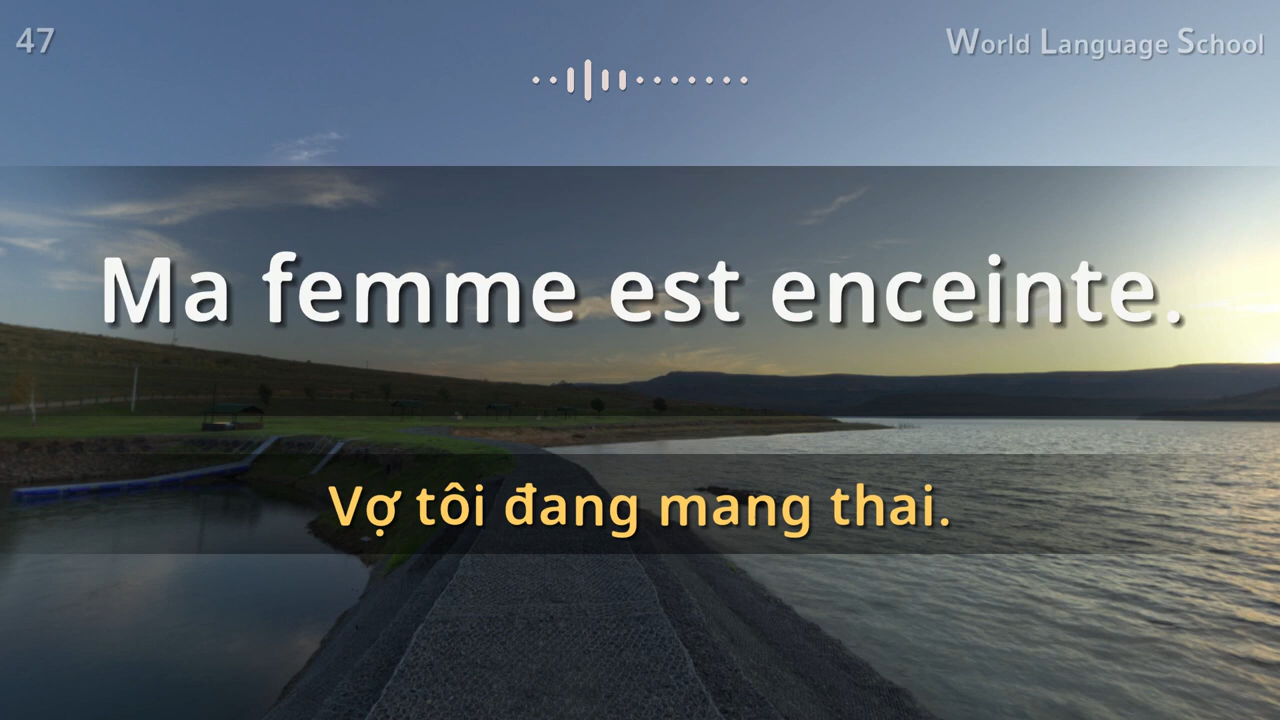 47
World Language School
Ma femme est enceinte.
Vợ tôi đang mang thai.